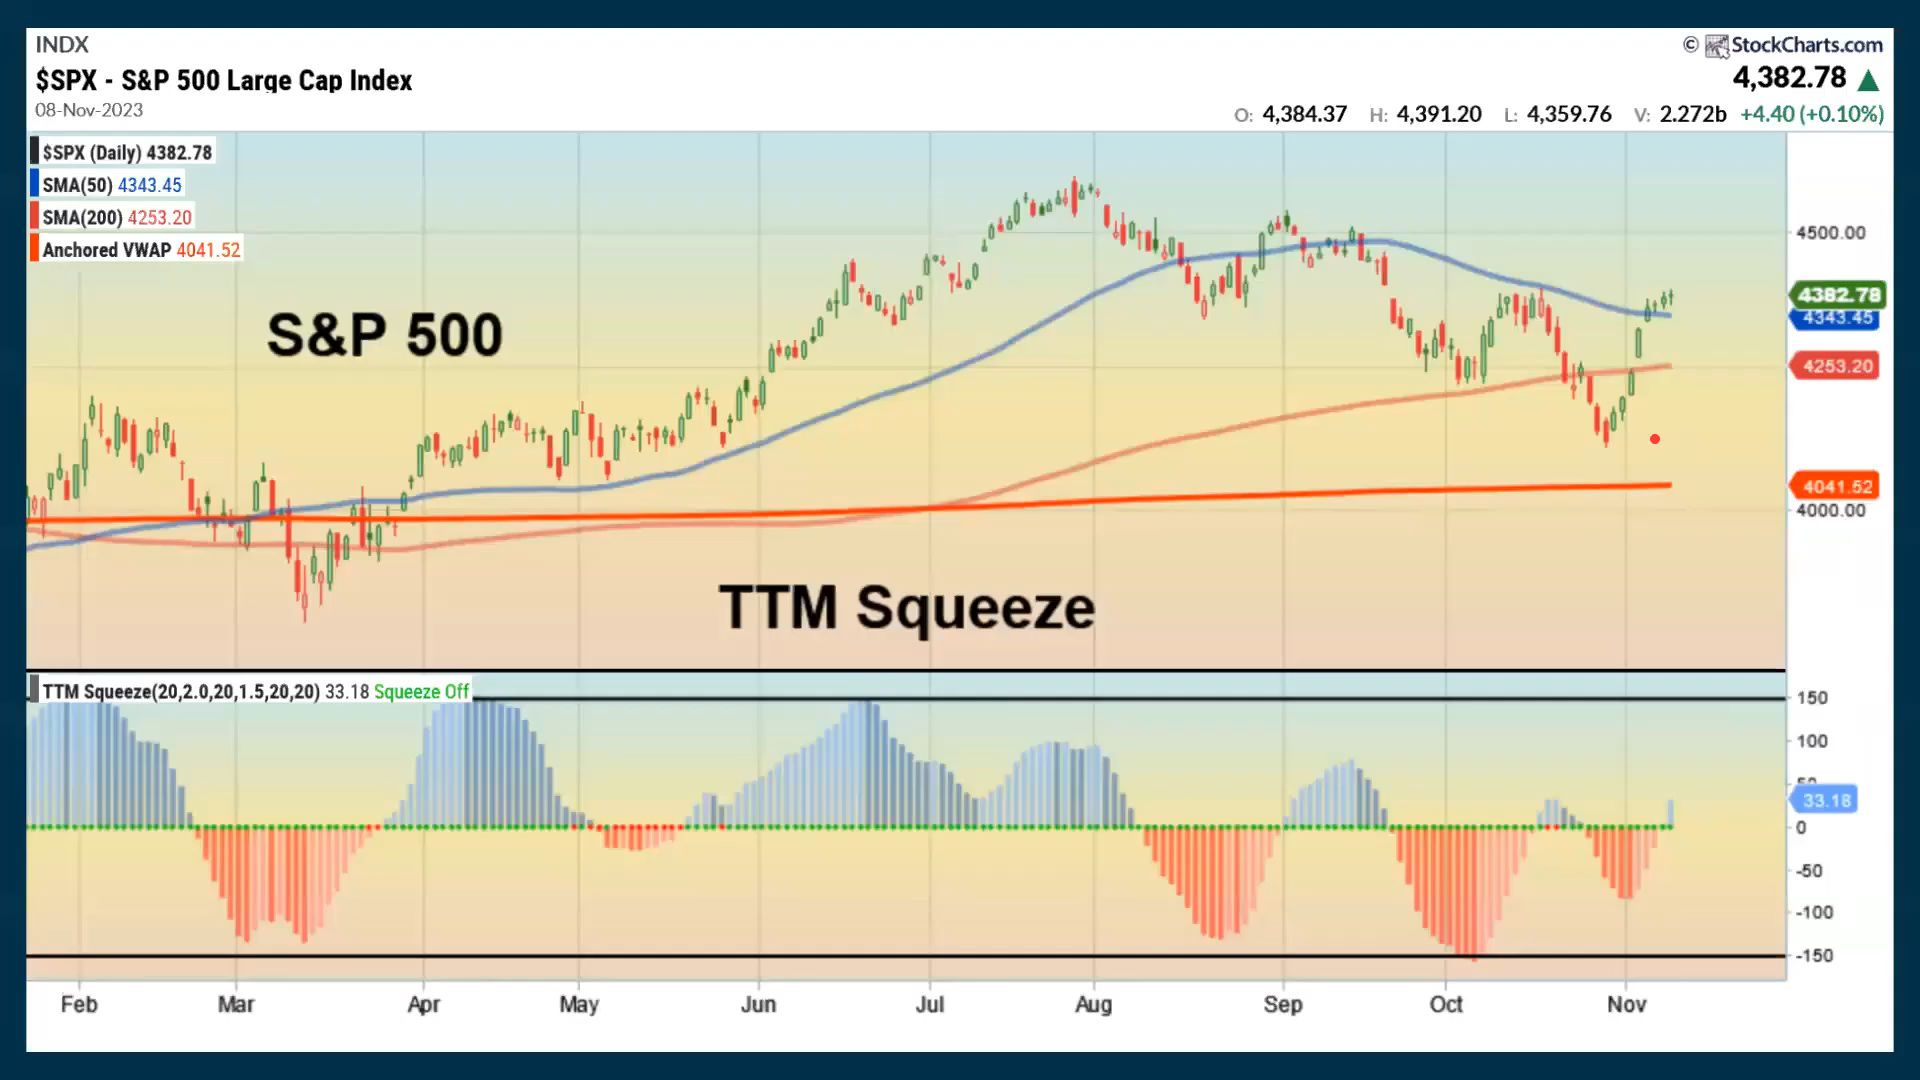 INDX
© StockCharts.com
$SPX - S&P 500 Large Cap Index
4,382.78 ▲
08-Nov-2023
O: 4,384.37 H: 4,391.20 L: 4,359.76 V: 2.272b +4.40 (+0.10%)
$SPX (Daily) 4382.78
SMA(50) 4343.45
SMA(200) 4253.20
Anchored VWAP 4041.52
4500.00
4382.78
4343.45
S&P 500
4253.20
4041.52
4000.00
TTM Squeeze
TTM Squeeze(20,2.0,20,1.5,20,20) 33.18 Squeeze Off
150
100
50
33.18
0
-50
-100
-150
Feb Mar Apr May Jun Jul Aug Sep Oct Nov